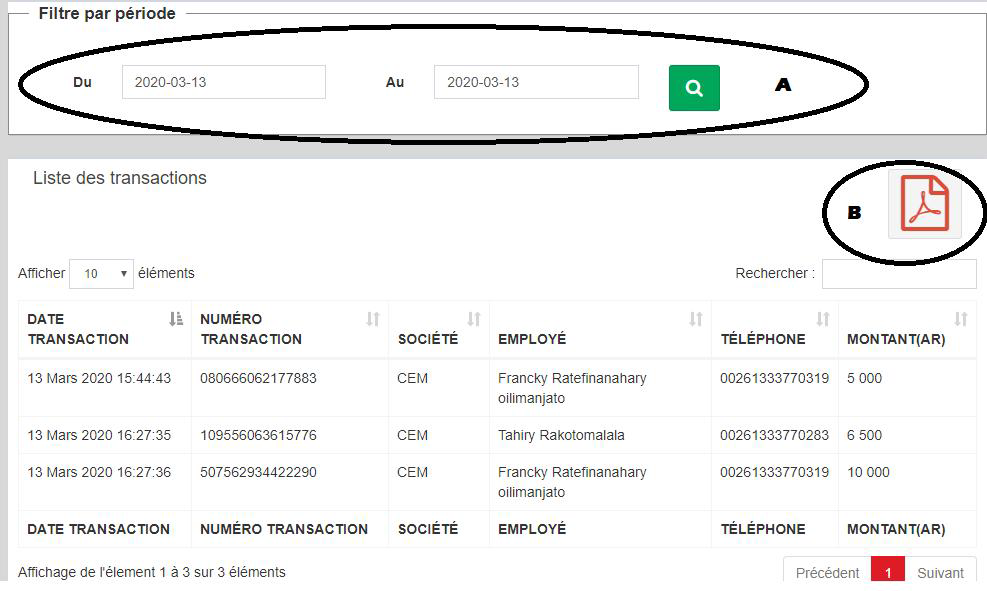 Filtre par période
Du 2020-03-13 Au 2020-03-13 A
Liste des transactions
B
Afficher 10 éléments Rechercher :
DATE TRANSACTION NUMÉRO TRANSACTION SOCIÉTÉ EMPLOYÉ TÉLÉPHONE MONTANT(AR)
13 Mars 2020 15:44:43 080666062177883 CEM Francky Ratefinanahary 00261333770319 5 000
oilimanjato
13 Mars 2020 16:27:35 109556063615776 CEM Tahiry Rakotomalala 00261333770283 6 500
13 Mars 2020 16:27:36 507562934422290 CEM Francky Ratefinanahary 00261333770319 10 000
oilimanjato
DATE TRANSACTION NUMÉRO TRANSACTION SOCIÉTÉ EMPLOYÉ TÉLÉPHONE MONTANT(AR)
Affichage de l'élement 1 à 3 sur 3 éléments Précédent 1 Suivant